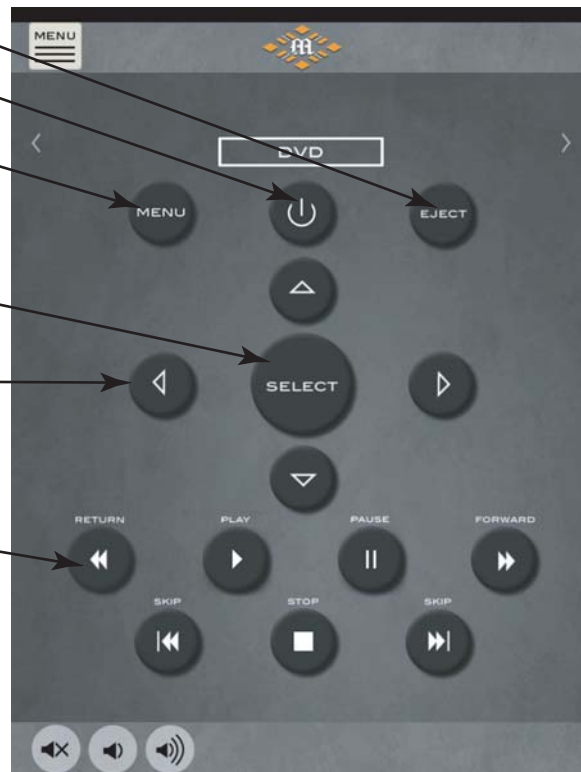 MENU
M
DVD
MENU
EJECT
SELECT
RETURN PLAY PAUSE FORWARD
SKIP STOP SKIP